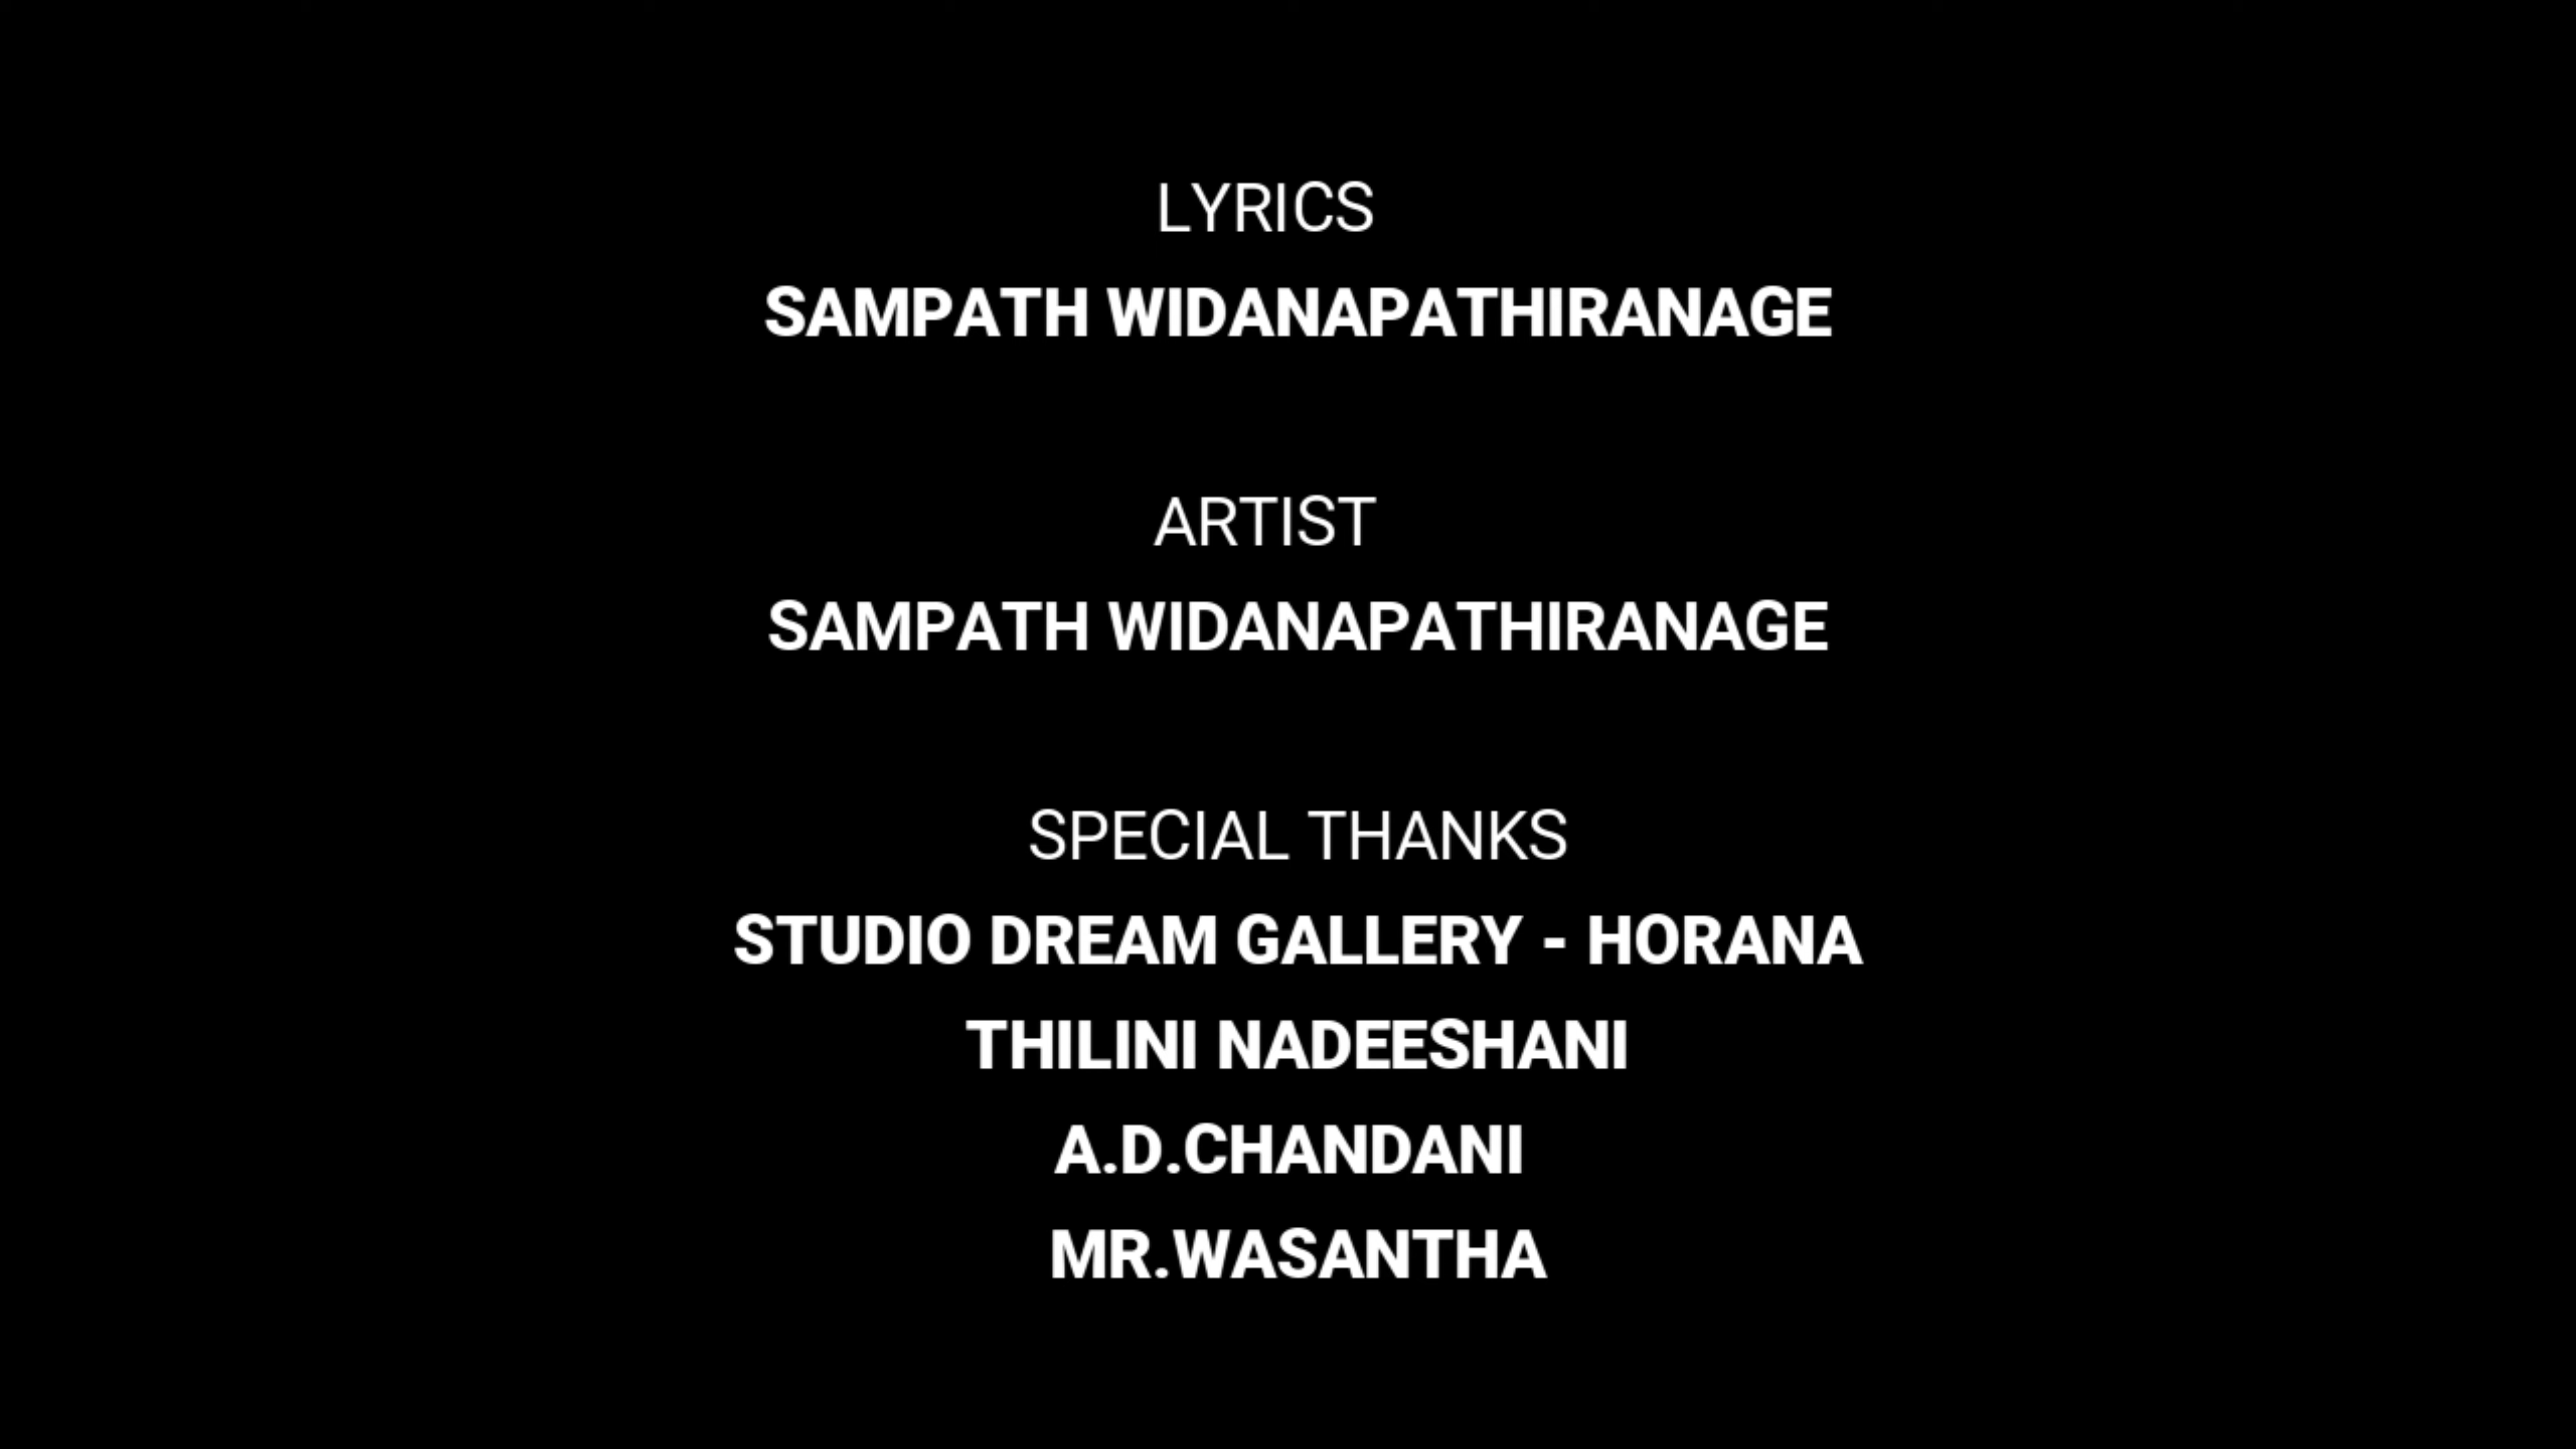 LYRICS
SAMPATH WIDANAPATHIRANAGE
ARTIST
SAMPATH WIDANAPATHIRANAGE
SPECIAL THANKS
STUDIO DREAM GALLERY - HORANA
THILINI NADEESHANI
A.D.CHANDANI
MR.WASANTHA